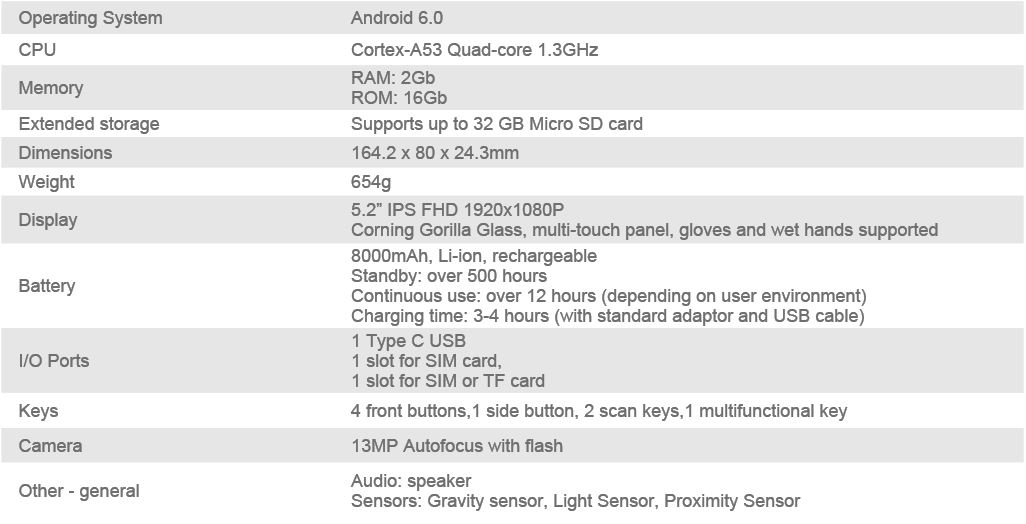 Operating System Android 6.0
CPU Cortex-A53 Quad-core 1.3GHz
Memory RAM: 2Gb
ROM: 16Gb
Extended storage Supports up to 32 GB Micro SD card
Dimensions 164.2 x 80 x 24.3mm
Weight 654g
Display 5.2” IPS FHD 1920x1080P
Corning Gorilla Glass, multi-touch panel, gloves and wet hands supported
Battery 8000mAh, Li-ion, rechargeable
Standby: over 500 hours
Continuous use: over 12 hours (depending on user environment)
Charging time: 3-4 hours (with standard adaptor and USB cable)
I/O Ports 1 Type C USB
1 slot for SIM card,
1 slot for SIM or TF card
Keys 4 front buttons,1 side button, 2 scan keys,1 multifunctional key
Camera 13MP Autofocus with flash
Other - general Audio: speaker
Sensors: Gravity sensor, Light Sensor, Proximity Sensor